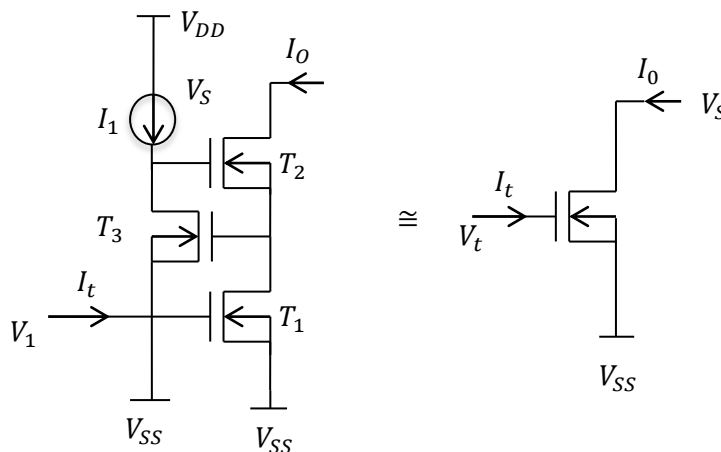 V_DD
I_O
V_S
I_1
T_2
T_3
I_t
V_1
T_1
V_SS
V_SS
≅
I_0
V_S
I_t
V_t
V_SS